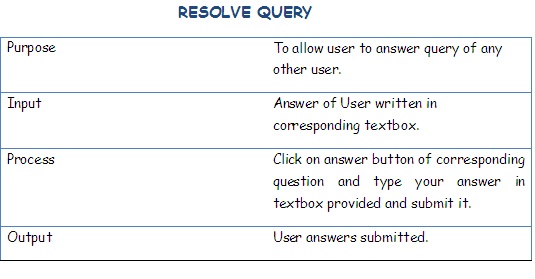 RESOLVE QUERY
Purpose To allow user to answer query of any
other user.
Input Answer of User written in
corresponding textbox.
Process Click on answer button of corresponding
question and type your answer in
textbox provided and submit it.
Output User answers submitted.